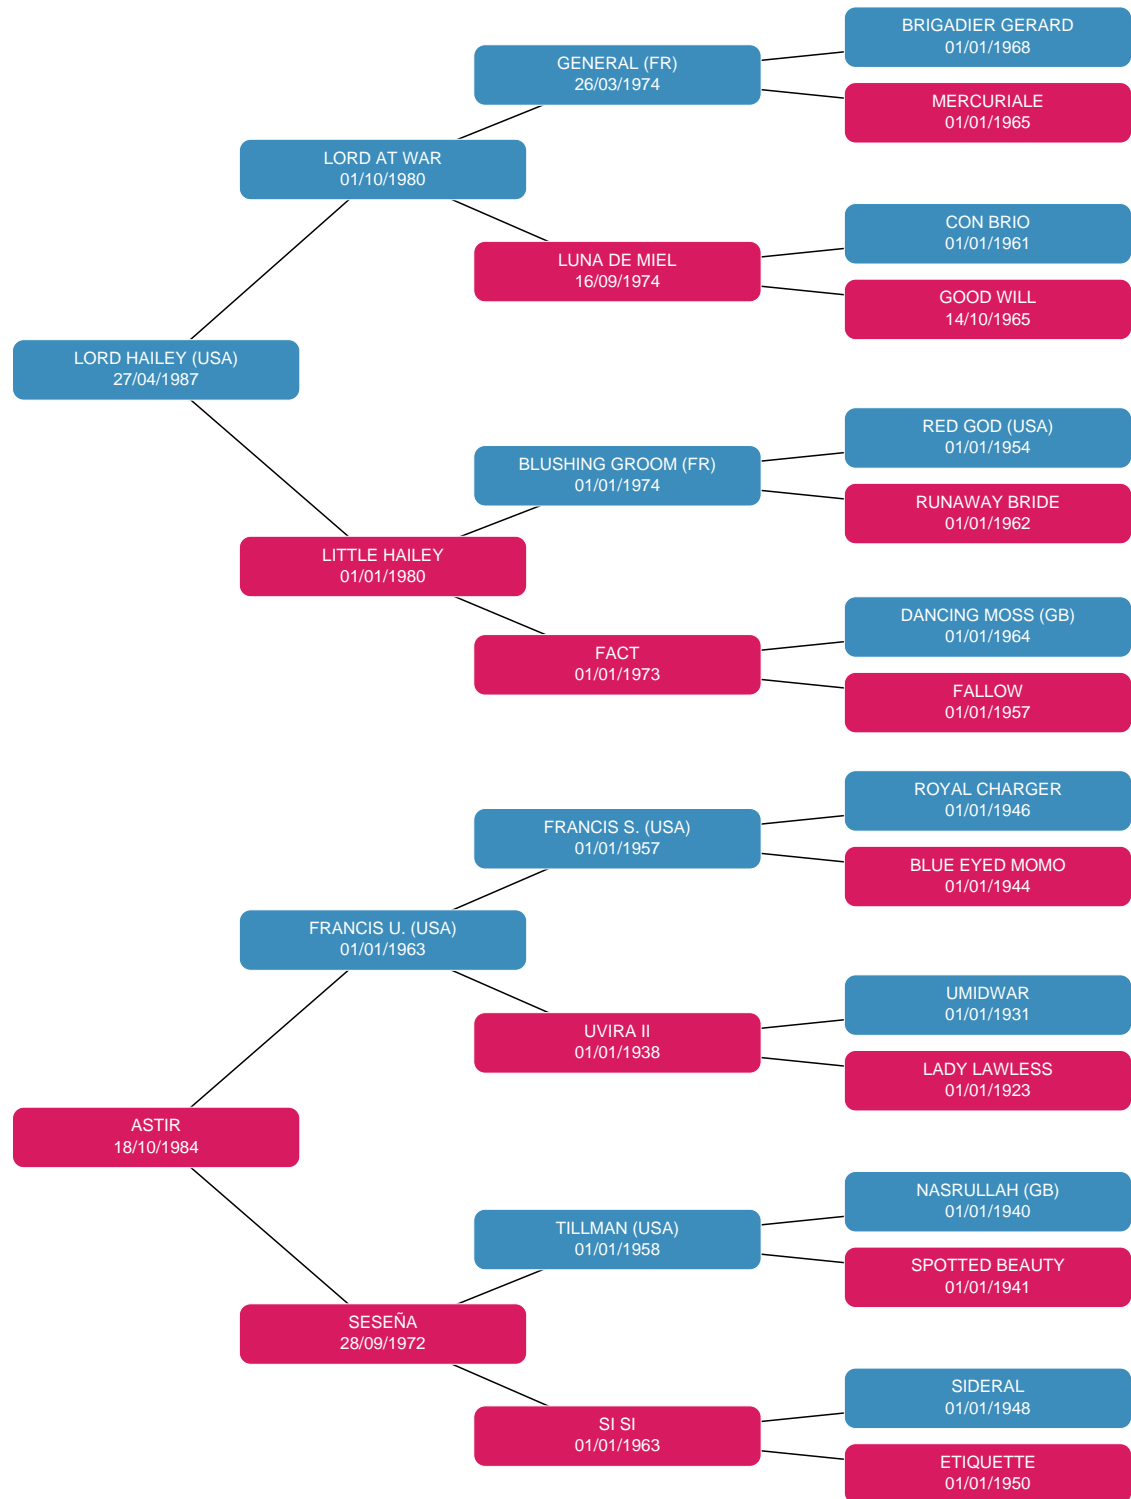 BRIGADIER GERARD
01/01/1968
GENERAL (FR)
26/03/1974
MERCURIALE
01/01/1965
LORD AT WAR
01/10/1980
CON BRIO
01/01/1961
LUNA DE MIEL
16/09/1974
GOOD WILL
14/10/1965
LORD HAILEY (USA)
27/04/1987
RED GOD (USA)
01/01/1954
BLUSHING GROOM (FR)
01/01/1974
RUNAWAY BRIDE
01/01/1962
LITTLE HAILEY
01/01/1980
DANCING MOSS (GB)
01/01/1964
FACT
01/01/1973
FALLOW
01/01/1957
ROYAL CHARGER
01/01/1946
FRANCIS S. (USA)
01/01/1957
BLUE EYED MOMO
01/01/1944
FRANCIS U. (USA)
01/01/1963
UMIDWAR
01/01/1931
UVIRA II
01/01/1938
LADY LAWLESS
01/01/1923
ASTIR
18/10/1984
NASRULLAH (GB)
01/01/1940
TILLMAN (USA)
01/01/1958
SPOTTED BEAUTY
01/01/1941
SESEÑA
28/09/1972
SIDERAL
01/01/1948
SI SI
01/01/1963
ETIQUETTE
01/01/1950